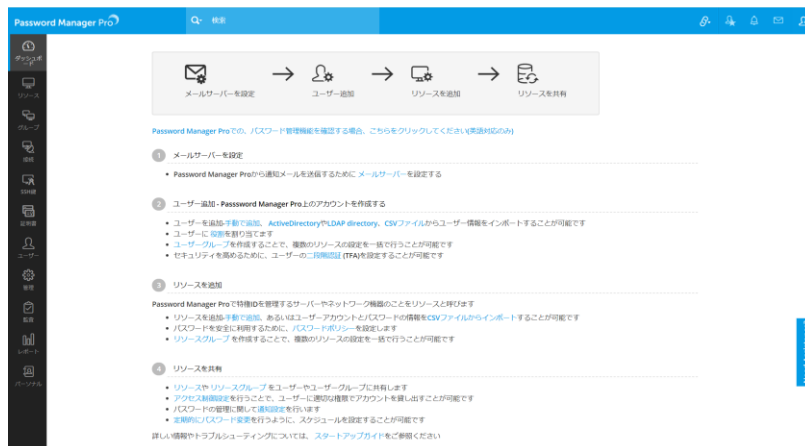 Password Manager Pro
検索
ダッシュボード
リソース
グループ
接続
SSH鍵
証明書
ユーザー
管理
監査
レポート
パーソナル
メールサーバーを設定
ユーザー追加
リソースを追加
リソースを共有
Password Manager Proでの、パスワード管理機能を確認する場合、こちらをクリックしてください(英語対応のみ)
1 メールサーバーを設定
Password Manager Proから通知メールを送信するために メールサーバーを設定する
2 ユーザー追加 - Passsword Manager Pro上のアカウントを作成する
ユーザーを追加-手動で追加、 ActiveDirectoryやLDAP directory、CSVファイルからユーザー情報をインポートすることが可能です
ユーザーに 役割を割り当てます
ユーザーグループを作成することで、複数のリソースの設定を一括で行うことが可能です
セキュリティを高めるために、ユーザーの二段階認証 (TFA)を設定することが可能です
3 リソースを追加
Password Manager Proで特権IDを管理するサーバーやネットワーク機器のことをリソースと呼びます
リソースを追加-手動で追加、あるいはユーザーアカウントとパスワードの情報をCSVファイルからインポートすることが可能です
パスワードを安全に利用するために、パスワードポリシーを設定します
リソースグループ を作成することで、複数のリソースの設定を一括で行うことが可能です
4 リソースを共有
リソースや リソースグループ をユーザーやユーザーグループに共有します
アクセス制御設定を行うことで、ユーザーに適切な権限でアカウントを貸し出すことが可能です
パスワードの管理に関して通知設定を行います
定期的にパスワード変更を行うように、スケジュールを設定することが可能です
詳しい情報やトラブルシューティングについては、 スタートアップガイドをご参照ください